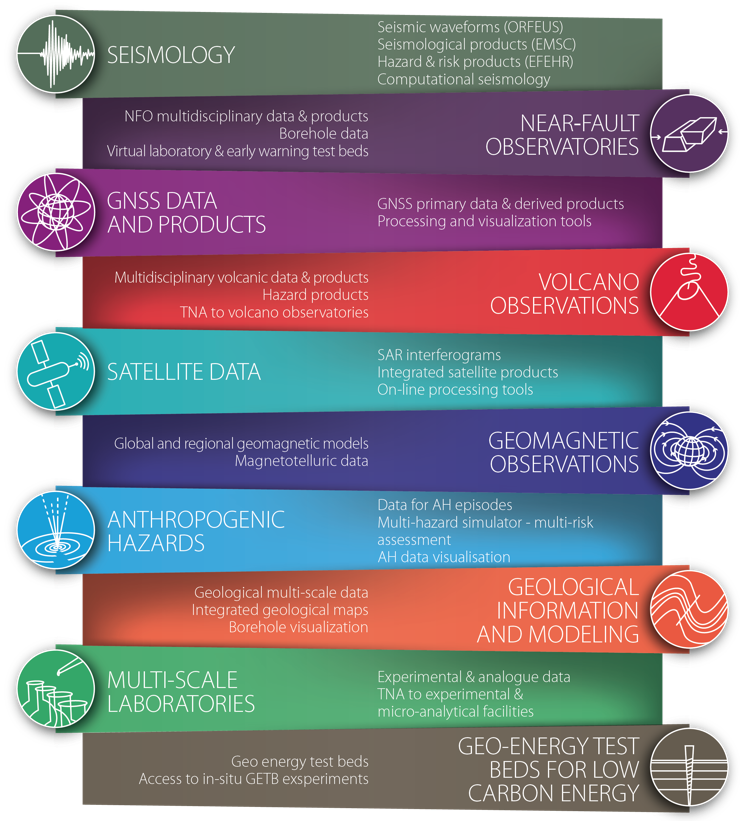 SEISMOLOGY
Seismic waveforms (ORFEUS)
Seismological products (EMSC)
Hazard & risk products (EFEHR)
Computational seismology
NFO multidisciplinary data & products
Borehole data
Virtual laboratory & early warning test beds
NEAR-FAULT
OBSERVATORIES
GNSS DATA
AND PRODUCTS
GNSS primary data & derived products
Processing and visualization tools
Multidisciplinary volcanic data & products
Hazard products
TNA to volcano observatories
VOLCANO
OBSERVATIONS
SATELLITE DATA
SAR interferograms
Integrated satellite products
On-line processing tools
Global and regional geomagnetic models
Magnetotelluric data
GEOMAGNETIC
OBSERVATIONS
ANTHROPOGENIC
HAZARDS
Data for AH episodes
Multi-hazard simulator - multi-risk
assessment
AH data visualisation
Geological multi-scale data
Integrated geological maps
Borehole visualization
GEOLOGICAL
INFORMATION
AND MODELING
MULTI-SCALE
LABORATORIES
Experimental & analogue data
TNA to experimental &
micro-analytical facilities
Geo energy test beds
Access to in-situ GETB exsperiments
GEO-ENERGY TEST
BEDS FOR LOW
CARBON ENERGY